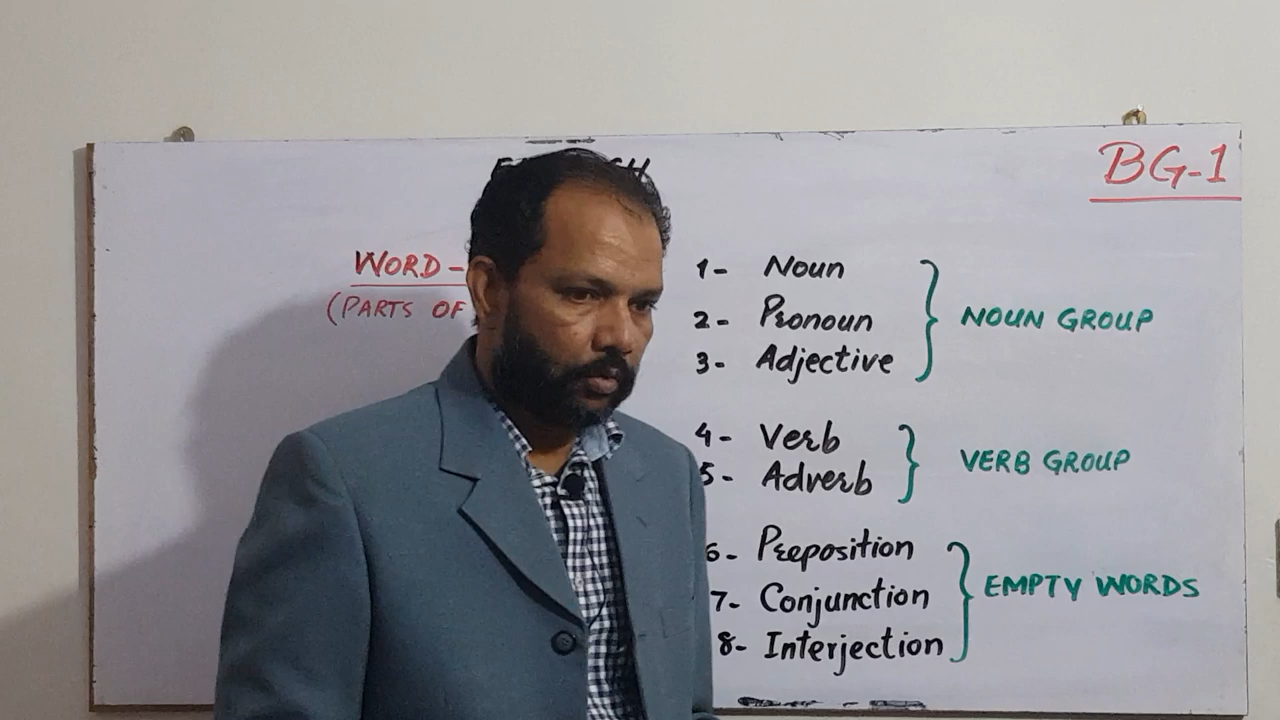 BG-1
WORD -
(PARTS OF
1- Noun
2- Pronoun
3- Adjective
NOUN GROUP
4- Verb
5- Adverb
VERB GROUP
6- Preposition
7- Conjunction
8- Interjection
EMPTY WORDS